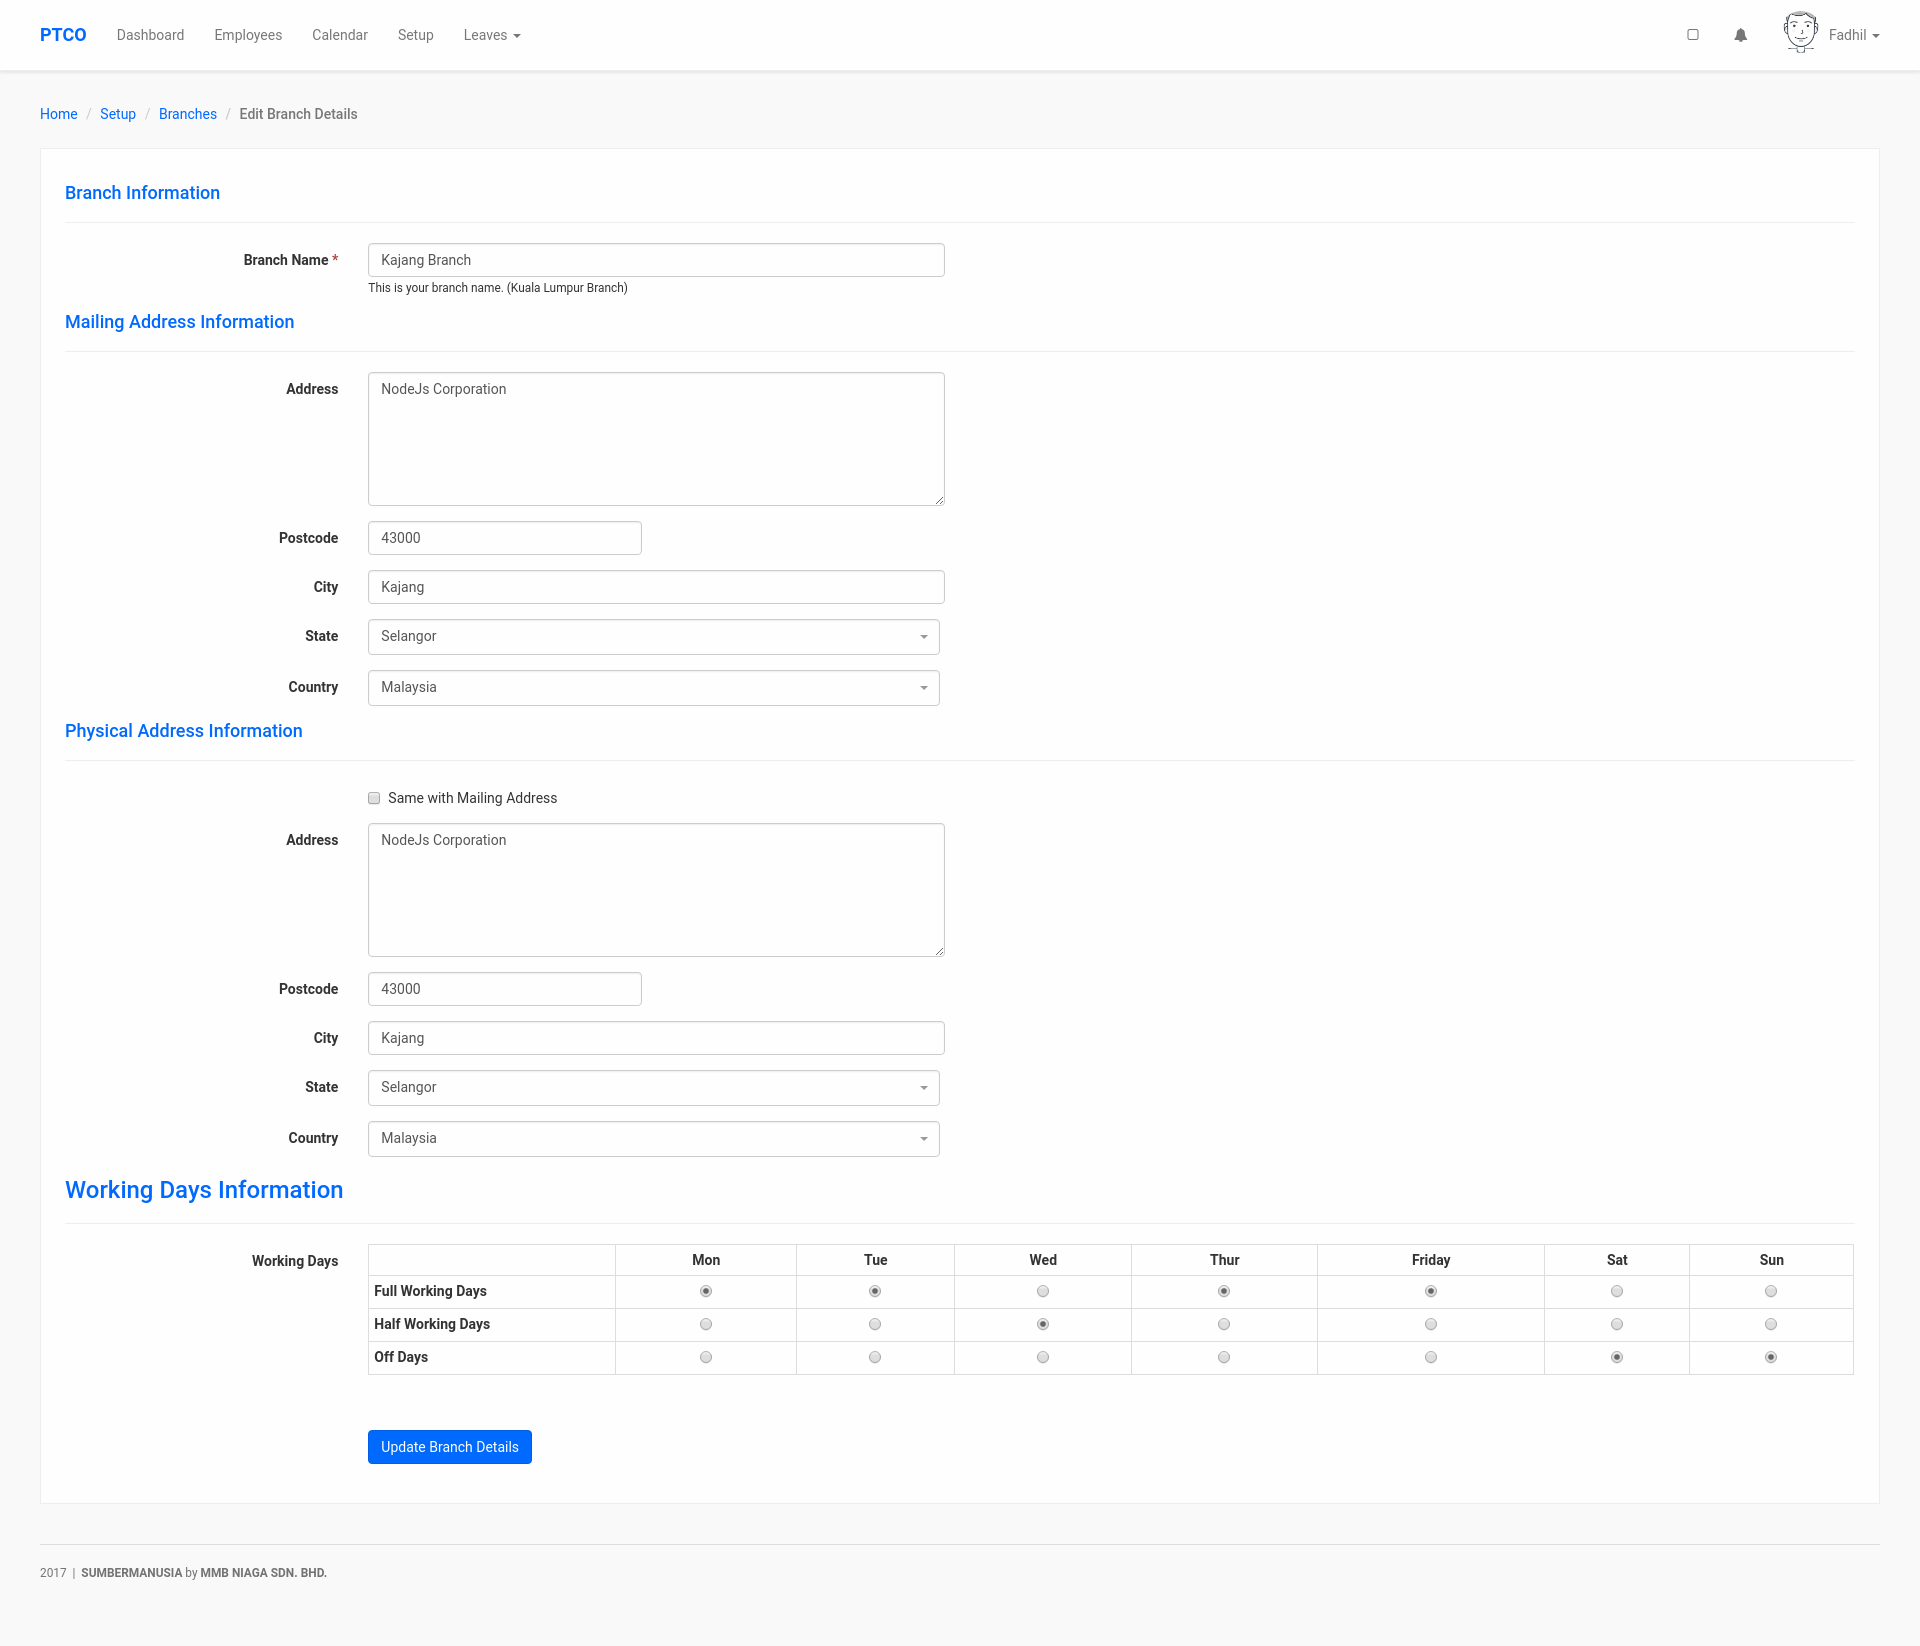 PTCO Dashboard Employees Calendar Setup Leaves Fadhil
Home / Setup / Branches / Edit Branch Details
Branch Information
Branch Name * Kajang Branch
This is your branch name. (Kuala Lumpur Branch)
Mailing Address Information
Address NodeJs Corporation
Postcode 43000
City Kajang
State Selangor
Country Malaysia
Physical Address Information
Same with Mailing Address
Address NodeJs Corporation
Postcode 43000
City Kajang
State Selangor
Country Malaysia
Working Days Information
Working Days Mon Tue Wed Thur Friday Sat Sun
Full Working Days
Half Working Days
Off Days
Update Branch Details
2017 | SUMBERMANUSIA by MMB NIAGA SDN. BHD.